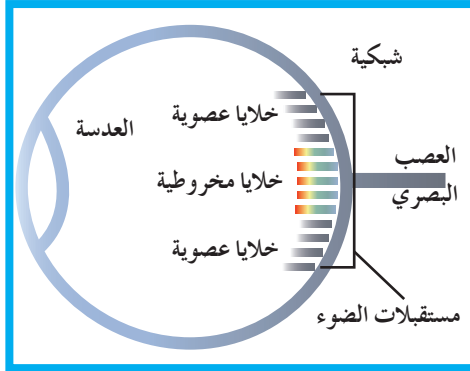 شبكية
خلايا عصوية
العدسة
العصب
البصري
خلايا مخروطية
خلايا عصوية
مستقبلات الضوء